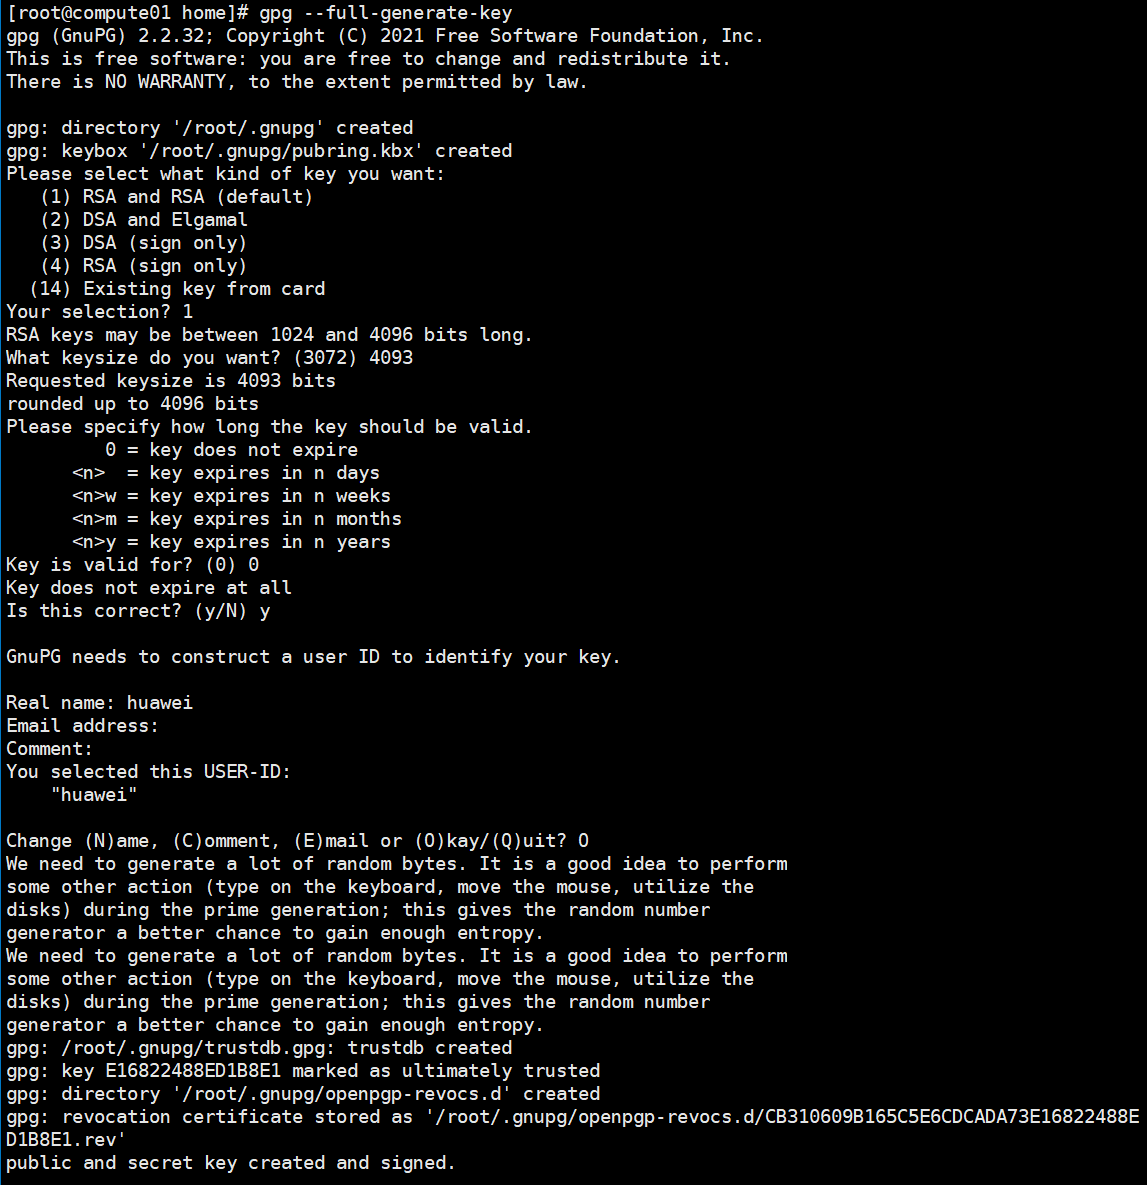 [root@compute01 home]# gpg --full-generate-key
gpg (GnuPG) 2.2.32; Copyright (C) 2021 Free Software Foundation, Inc.
This is free software: you are free to change and redistribute it.
There is NO WARRANTY, to the extent permitted by law.

gpg: directory '/root/.gnupg' created
gpg: keybox '/root/.gnupg/pubring.kbx' created
Please select what kind of key you want:
   (1) RSA and RSA (default)
   (2) DSA and Elgamal
   (3) DSA (sign only)
   (4) RSA (sign only)
  (14) Existing key from card
Your selection? 1
RSA keys may be between 1024 and 4096 bits long.
What keysize do you want? (3072) 4093
Requested keysize is 4093 bits
rounded up to 4096 bits
Please specify how long the key should be valid.
         0 = key does not expire
      <n>  = key expires in n days
      <n>w = key expires in n weeks
      <n>m = key expires in n months
      <n>y = key expires in n years
Key is valid for? (0) 0
Key does not expire at all
Is this correct? (y/N) y

GnuPG needs to construct a user ID to identify your key.

Real name: huawei
Email address:
Comment:
You selected this USER-ID:
    "huawei"

Change (N)ame, (C)omment, (E)mail or (O)kay/(Q)uit? O
We need to generate a lot of random bytes. It is a good idea to perform
some other action (type on the keyboard, move the mouse, utilize the
disks) during the prime generation; this gives the random number
generator a better chance to gain enough entropy.
We need to generate a lot of random bytes. It is a good idea to perform
some other action (type on the keyboard, move the mouse, utilize the
disks) during the prime generation; this gives the random number
generator a better chance to gain enough entropy.
gpg: /root/.gnupg/trustdb.gpg: trustdb created
gpg: key E16822488ED1B8E1 marked as ultimately trusted
gpg: directory '/root/.gnupg/openpgp-revocs.d' created
gpg: revocation certificate stored as '/root/.gnupg/openpgp-revocs.d/CB310609B165C5E6CDCADA73E16822488E
D1B8E1.rev'
public and secret key created and signed.